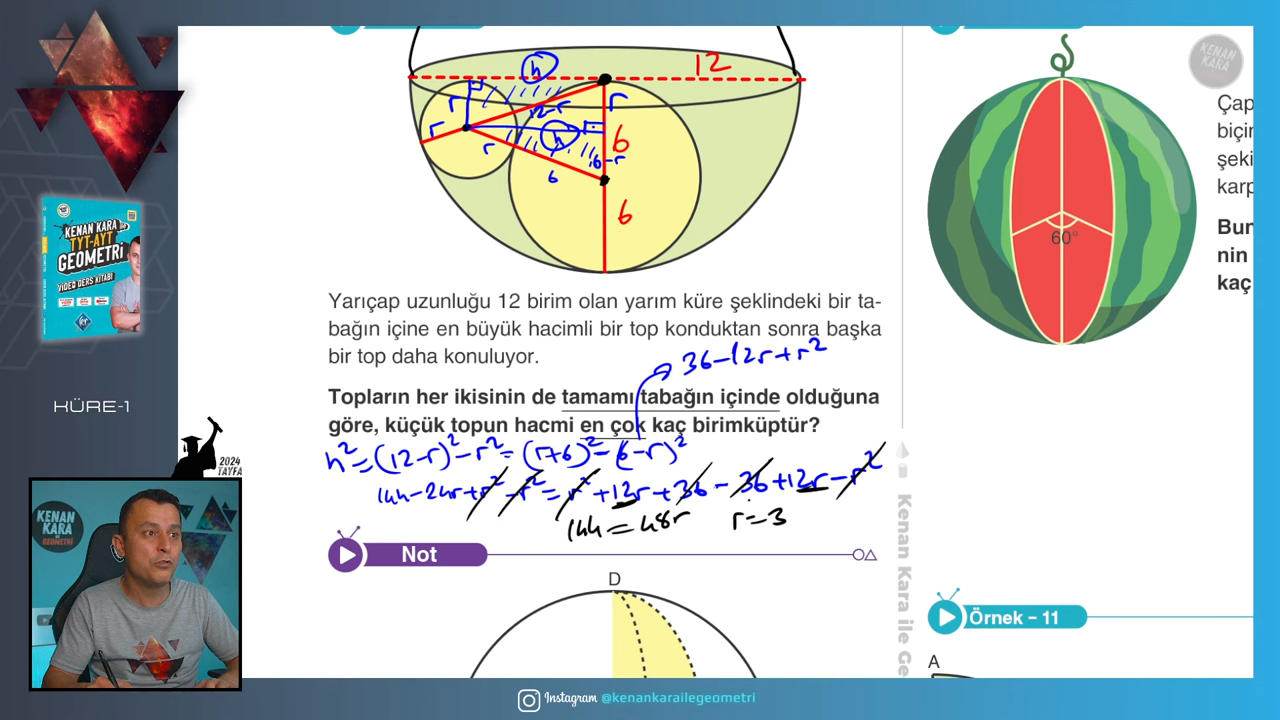 KENAN KARA
TYT-AYT
GEOMETRİ
VİDEO DERS KİTABI
KÜRE-1
2024
TAYFA
KENAN
KARA
GEOMETRİ
h
12
r
12-r
r
r
h
6
r
6-r
6
6
Yarıçap uzunluğu 12 birim olan yarım küre şeklindeki bir ta-
bağın içine en büyük hacimli bir top konduktan sonra başka
bir top daha konuluyor.
36-12r+r²
Topların her ikisinin de tamamı tabağın içinde olduğuna
göre, küçük topun hacmi en çok kaç birimküptür?
h²=(12-r)²-r²=(r+6)²-(6-r)²
144-24r+r²-r²=r²+12r+36-36+12r-r²
144=48r r=3
Not
D
Kenan Kara ile Ge
KENAN
KARA
60°
Çap
biçir
şeki
karp
Bur
nin
kaç
Örnek - 11
A
Instagram @kenankarailegeometri